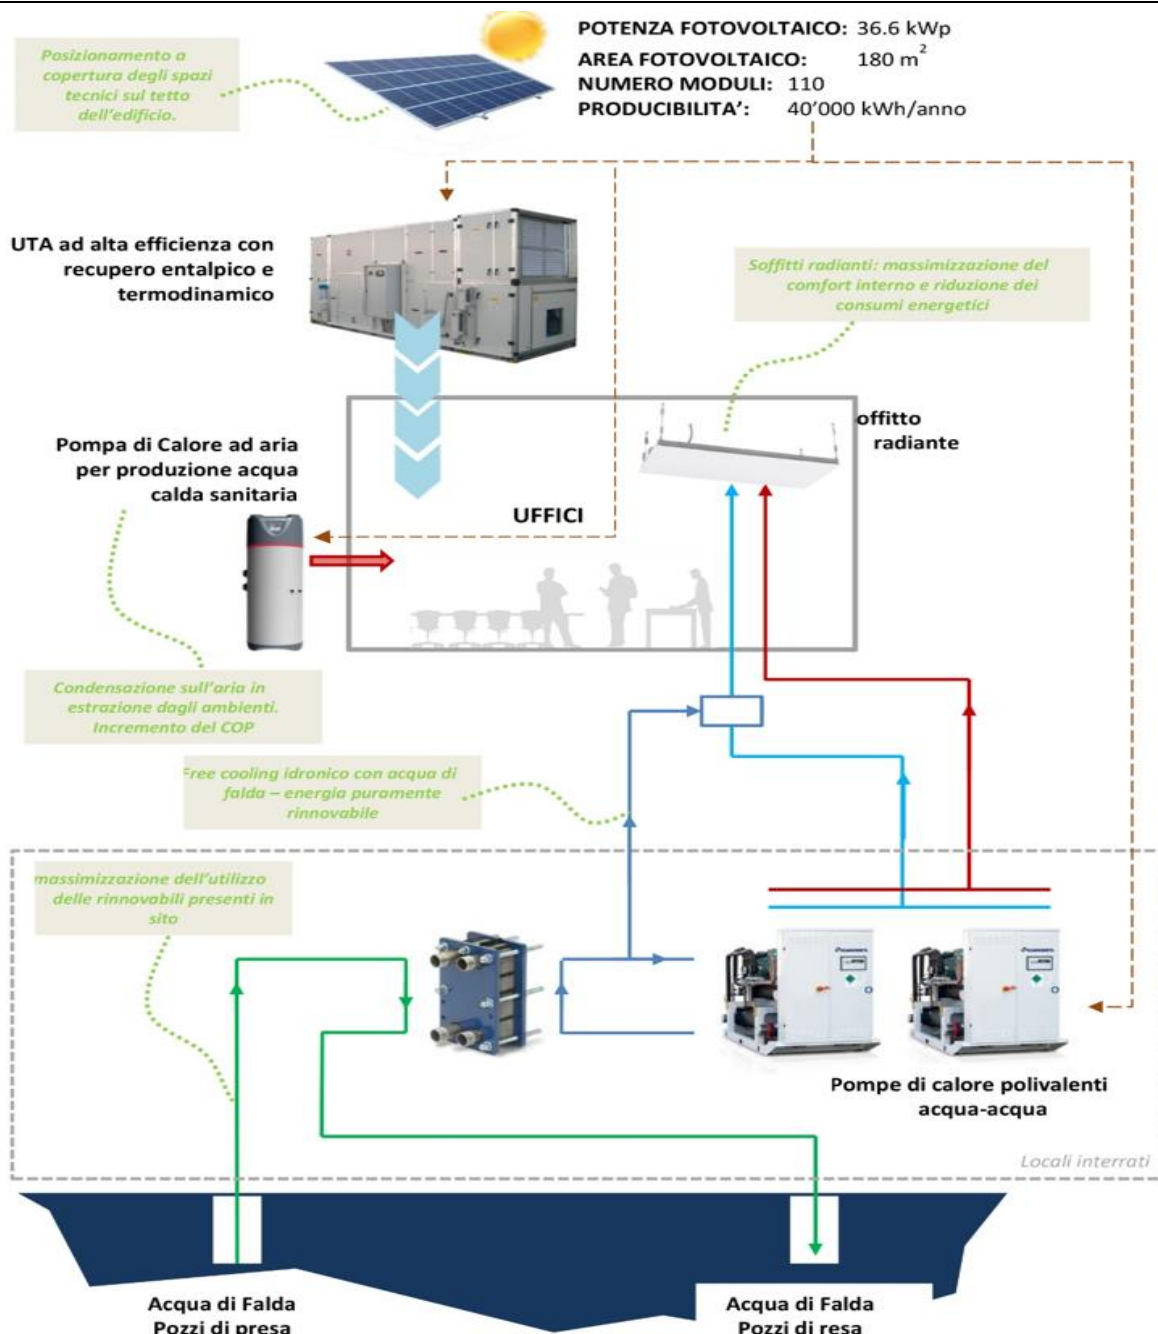 POTENZA FOTOVOLTAICO: 36.6 kWp
AREA FOTOVOLTAICO: 180 m²
NUMERO MODULI: 110
PRODUCIBILITA’: 40’000 kWh/anno
Posizionamento a
copertura degli spazi
tecnici sul tetto
dell’edificio.
UTA ad alta efficienza con
recupero entalpico e
termodinamico
Soffitti radianti: massimizzazione del
comfort interno e riduzione dei
consumi energetici
offitto
radiante
Pompa di Calore ad aria
per produzione acqua
calda sanitaria
UFFICI
Condensazione sull’aria in
estrazione dagli ambienti.
Incremento del COP
Free cooling idronico con acqua di
falda – energia puramente
rinnovabile
massimizzazione dell’utilizzo
delle rinnovabili presenti in
sito
Pompe di calore polivalenti
acqua-acqua
Locali interrati
Acqua di Falda
Pozzi di presa
Acqua di Falda
Pozzi di resa